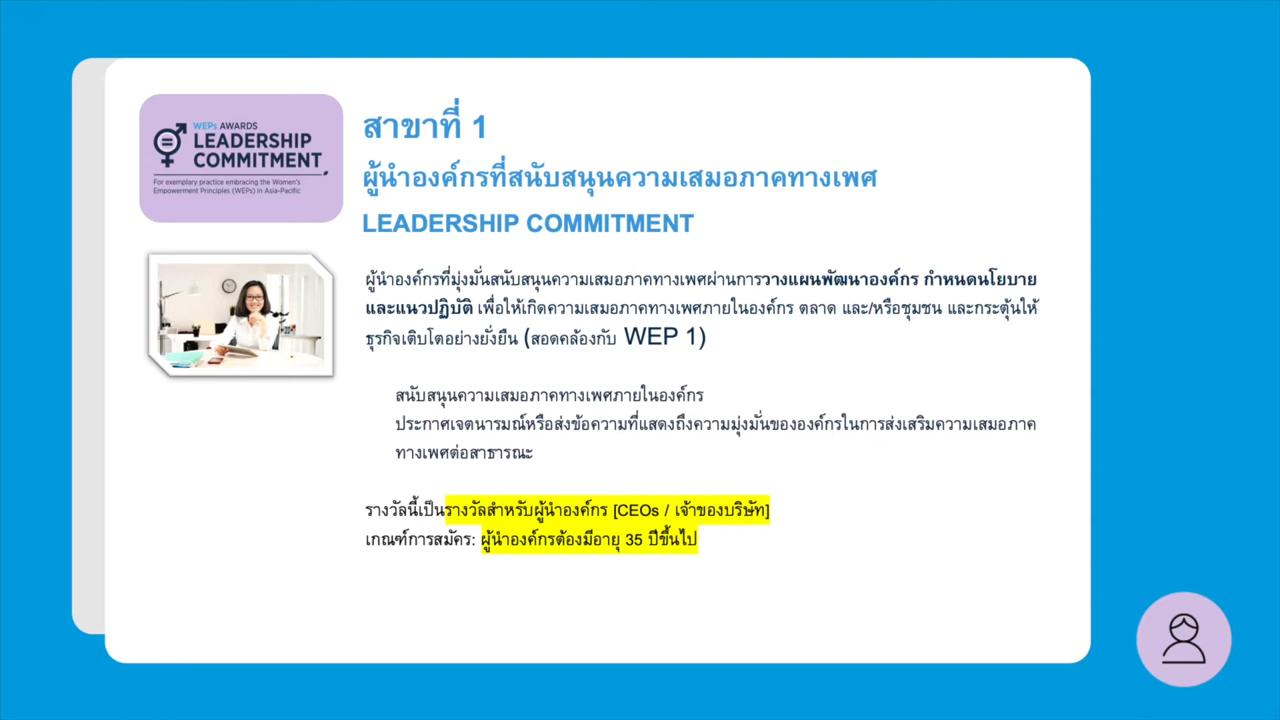 WEPs AWARDS
LEADERSHIP
COMMITMENT
For exemplary practice embracing the Women's
Empowerment Principles (WEPs) in Asia-Pacific
สาขาที่ 1
ผู้นำองค์กรที่สนับสนุนความเสมอภาคทางเพศ
LEADERSHIP COMMITMENT
ผู้นำองค์กรที่มุ่งมั่นสนับสนุนความเสมอภาคทางเพศผ่านการวางแผนพัฒนาองค์กร กำหนดนโยบาย
และแนวปฏิบัติ เพื่อให้เกิดความเสมอภาคทางเพศภายในองค์กร ตลาด และ/หรือชุมชน และกระตุ้นให้
ธุรกิจเติบโตอย่างยั่งยืน (สอดคล้องกับ WEP 1)
สนับสนุนความเสมอภาคทางเพศภายในองค์กร
ประกาศเจตนารมณ์หรือส่งข้อความที่แสดงถึงความมุ่งมั่นขององค์กรในการส่งเสริมความเสมอภาค
ทางเพศต่อสาธารณะ
รางวัลนี้เป็นรางวัลสำหรับผู้นำองค์กร [CEOs / เจ้าของบริษัท]
เกณฑ์การสมัคร: ผู้นำองค์กรต้องมีอายุ 35 ปีขึ้นไป